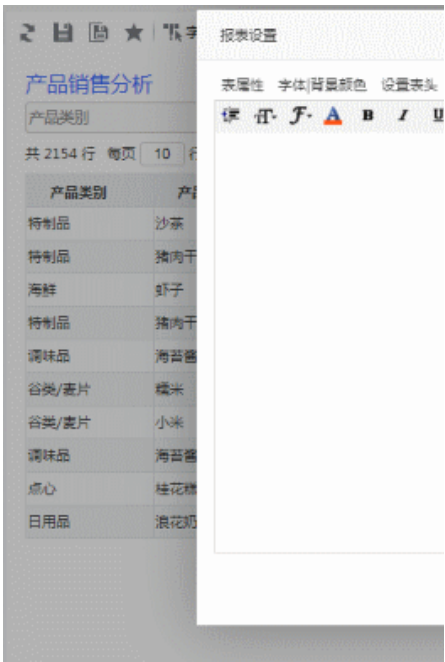 报表设置
产品销售分析
表属性 字体|背景颜色 设置表头
产品类别
B I U
共 2154 行 每页 10
产品类别
特制品 沙茶
特制品 猪肉干
海鲜 虾子
特制品 猪肉干
调味品 海苔酱
谷类/麦片 糯米
谷类/麦片 小米
调味品 海苔酱
点心 桂花糕
日用品 浪花奶